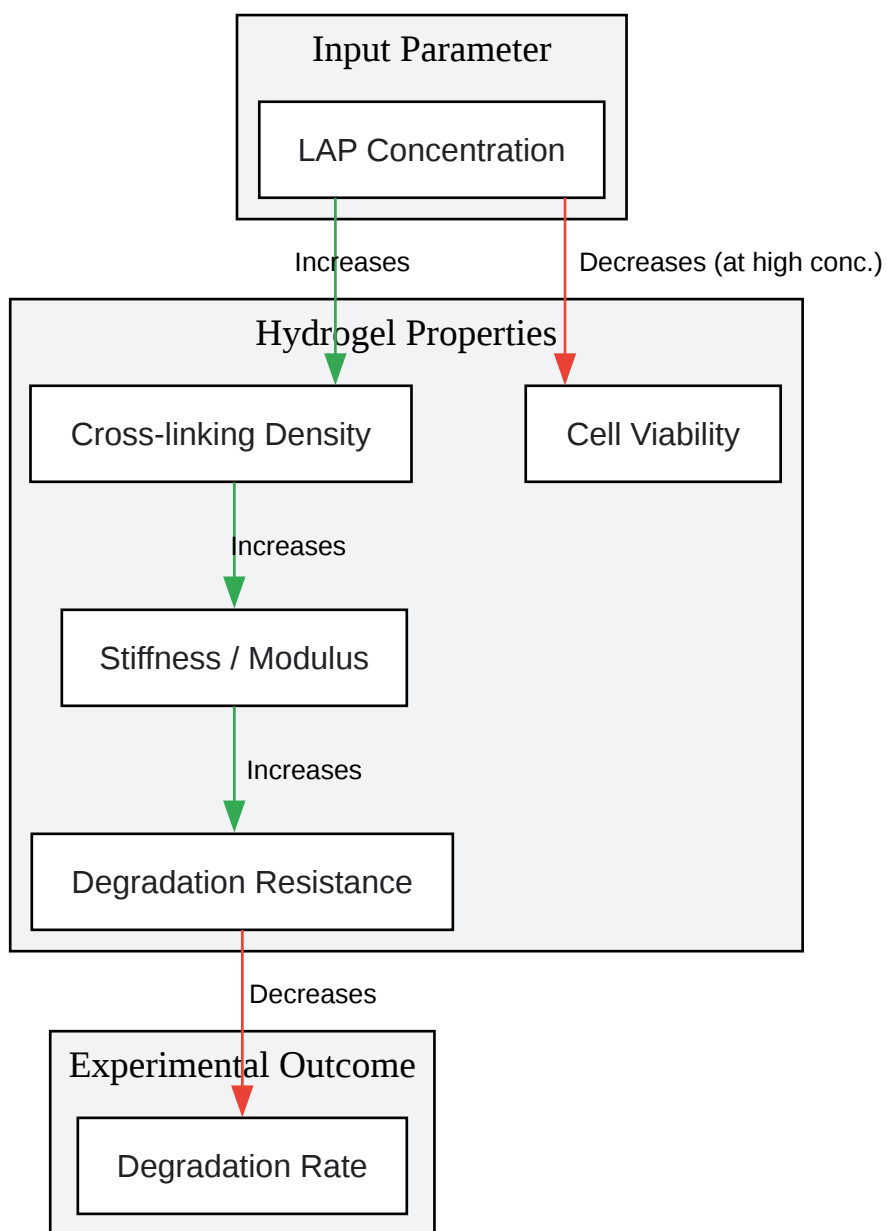 Input Parameter
LAP Concentration
Increases
Decreases (at high conc.)
Hydrogel Properties
Cross-linking Density
Cell Viability
Increases
Stiffness / Modulus
Increases
Degradation Resistance
Decreases
Experimental Outcome
Degradation Rate